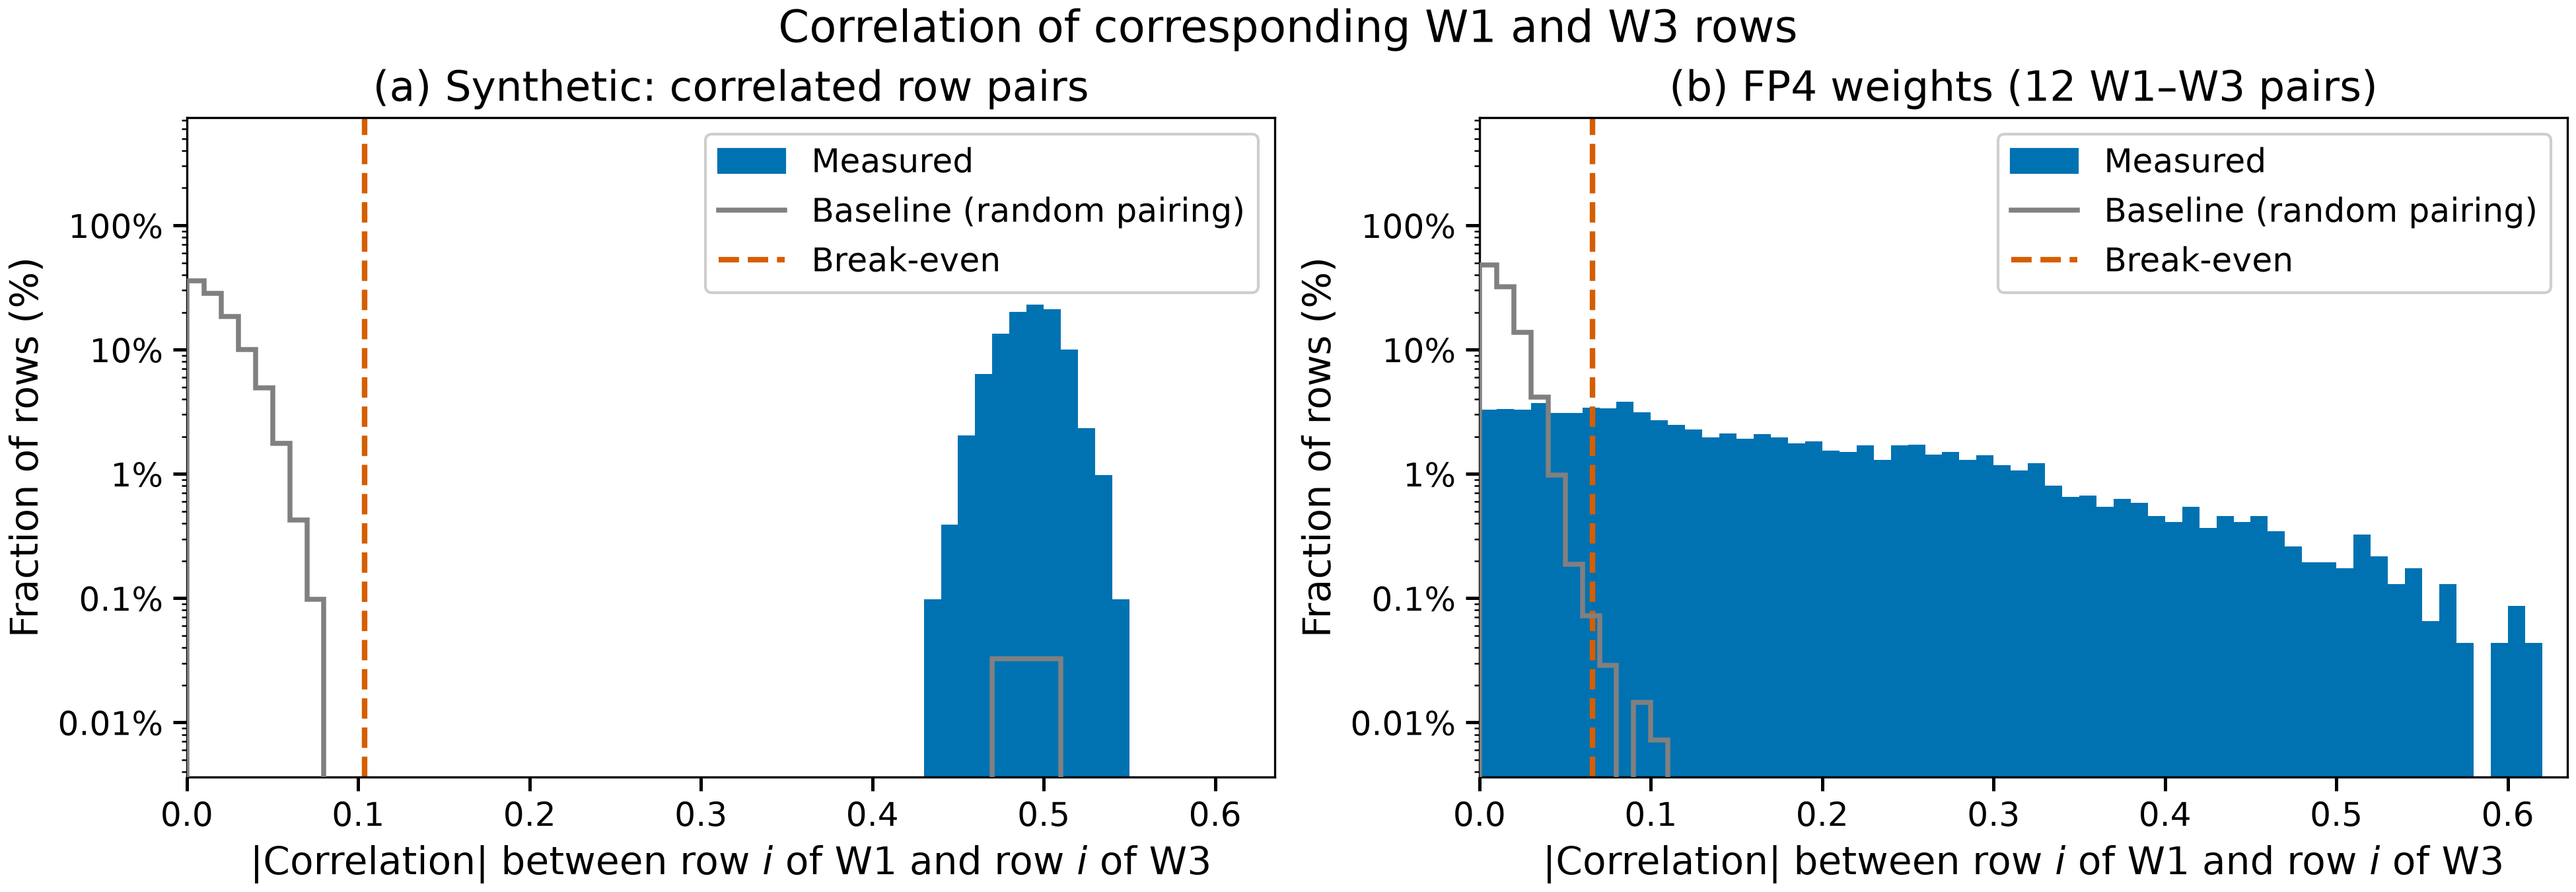 Correlation of corresponding W1 and W3 rows
(a) Synthetic: correlated row pairs
Measured
Baseline (random pairing)
Break-even
100%
10%
1%
0.1%
0.01%
Fraction of rows (%)
0.0 0.1 0.2 0.3 0.4 0.5 0.6
|Correlation| between row i of W1 and row i of W3
(b) FP4 weights (12 W1–W3 pairs)
Measured
Baseline (random pairing)
Break-even
100%
10%
1%
0.1%
0.01%
Fraction of rows (%)
0.0 0.1 0.2 0.3 0.4 0.5 0.6
|Correlation| between row i of W1 and row i of W3